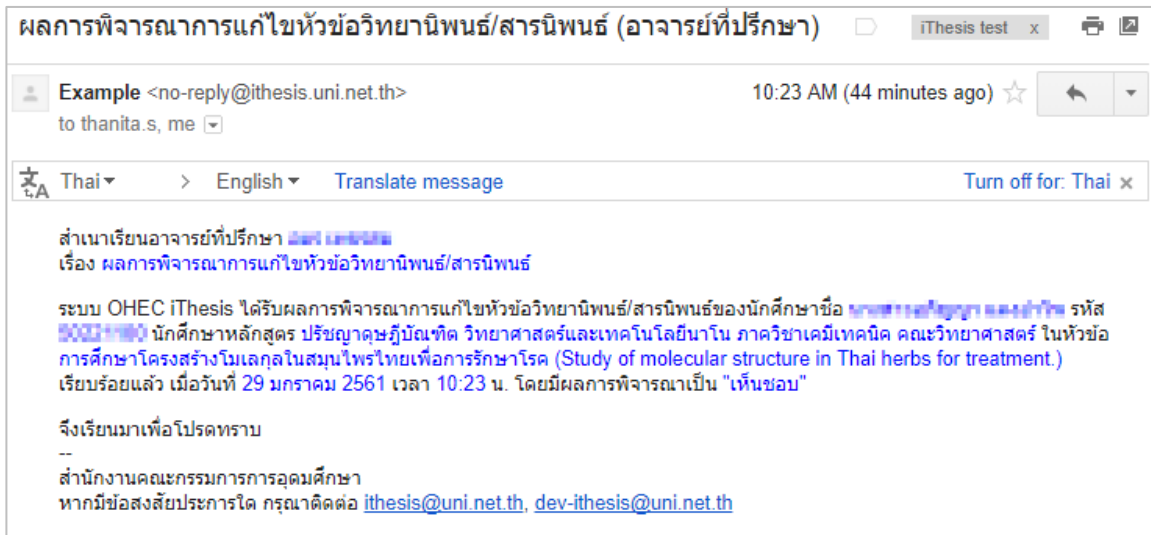 ผลการพิจารณาการแก้ไขหัวข้อวิทยานิพนธ์/สารนิพนธ์ (อาจารย์ที่ปรึกษา) iThesis test x
Example <no-reply@ithesis.uni.net.th> 10:23 AM (44 minutes ago)
to thanita.s, me
Thai > English Translate message Turn off for: Thai x
สำเนาเรียนอาจารย์ที่ปรึกษา
เรื่อง ผลการพิจารณาการแก้ไขหัวข้อวิทยานิพนธ์/สารนิพนธ์
ระบบ OHEC iThesis ได้รับผลการพิจารณาการแก้ไขหัวข้อวิทยานิพนธ์/สารนิพนธ์ของนักศึกษาชื่อ รหัส
นักศึกษาหลักสูตร ปรัชญาดุษฎีบัณฑิต วิทยาศาสตร์และเทคโนโลยีนาโน ภาควิชาเคมีเทคนิค คณะวิทยาศาสตร์ ในหัวข้อ
การศึกษาโครงสร้างโมเลกุลในสมุนไพรไทยเพื่อการรักษาโรค (Study of molecular structure in Thai herbs for treatment.)
เรียบร้อยแล้ว เมื่อวันที่ 29 มกราคม 2561 เวลา 10:23 น. โดยมีผลการพิจารณาเป็น "เห็นชอบ"
จึงเรียนมาเพื่อโปรดทราบ
--
สำนักงานคณะกรรมการการอุดมศึกษา
หากมีข้อสงสัยประการใด กรุณาติดต่อ ithesis@uni.net.th, dev-ithesis@uni.net.th